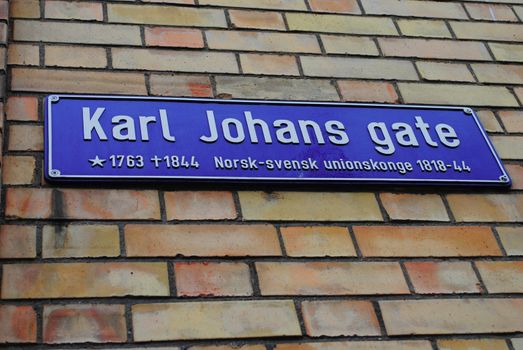 Karl Johans gate
★1763 ✝1844 Norsk-svensk unionskonge 1818-44